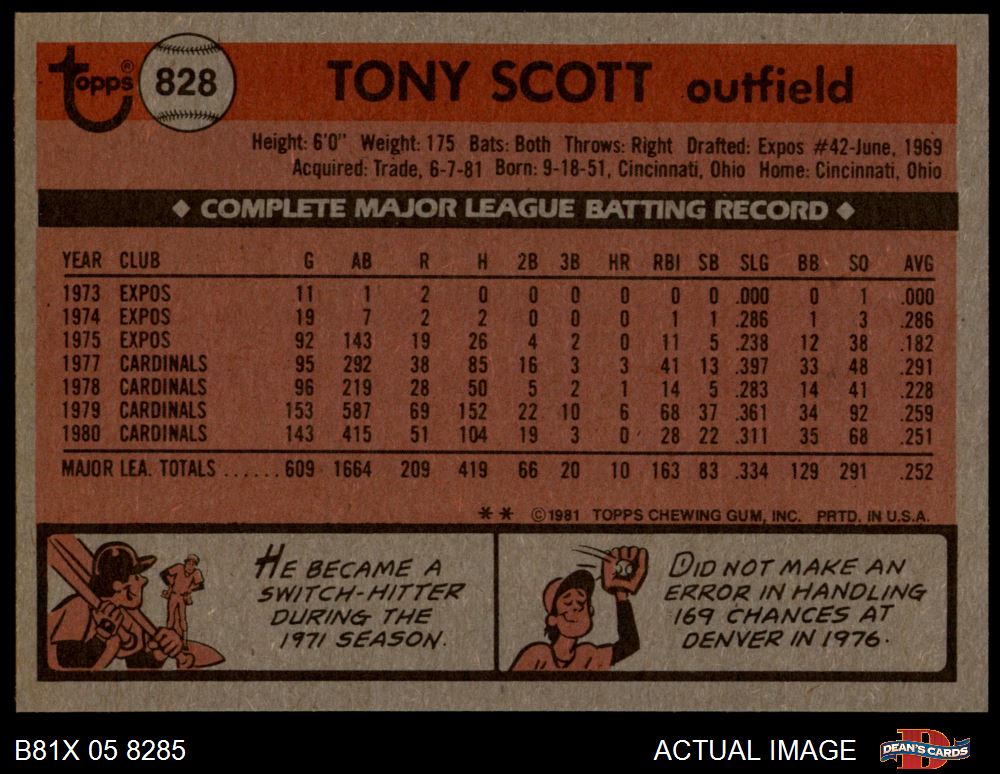 topps® 828 TONY SCOTT outfield
Height: 6'0" Weight: 175 Bats: Both Throws: Right Drafted: Expos #42-June, 1969
Acquired: Trade, 6-7-81 Born: 9-18-51, Cincinnati, Ohio Home: Cincinnati, Ohio
◆ COMPLETE MAJOR LEAGUE BATTING RECORD ◆
YEAR CLUB G AB R H 2B 3B HR RBI SB SLG BB SO AVG
1973 EXPOS 11 1 2 0 0 0 0 0 0 .000 0 1 .000
1974 EXPOS 19 7 2 2 0 0 0 1 1 .286 1 3 .286
1975 EXPOS 92 143 19 26 4 2 0 11 5 .238 12 38 .182
1977 CARDINALS 95 292 38 85 16 3 3 41 13 .397 33 48 .291
1978 CARDINALS 96 219 28 50 5 2 1 14 5 .283 14 41 .228
1979 CARDINALS 153 587 69 152 22 10 6 68 37 .361 34 92 .259
1980 CARDINALS 143 415 51 104 19 3 0 28 22 .311 35 68 .251
MAJOR LEA. TOTALS ...... 609 1664 209 419 66 20 10 163 83 .334 129 291 .252
** ©1981 TOPPS CHEWING GUM, INC. PRTD. IN U.S.A.
HE BECAME A
SWITCH-HITTER
DURING THE
1971 SEASON.
DID NOT MAKE AN
ERROR IN HANDLING
169 CHANCES AT
DENVER IN 1976.
B81X 05 8285 ACTUAL IMAGE DEAN'S CARDS